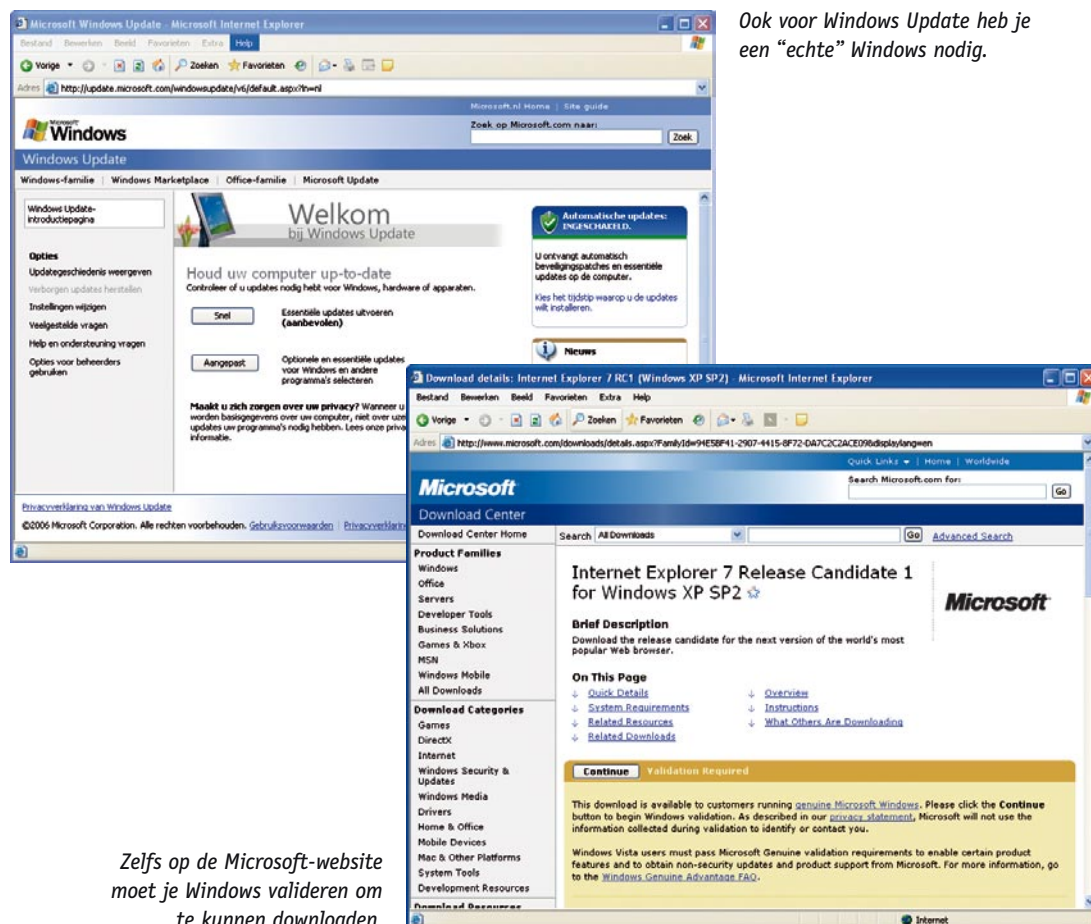 Microsoft Windows Update - Microsoft Internet Explorer
Bestand Bewerken Beeld Favorieten Extra Help
Vorige Zoeken Favorieten
Adres http://update.microsoft.com/windowsupdate/v6/default.aspx?ln=nl
Microsoft.nl Home | Site guide
Microsoft Windows
Zoek op Microsoft.com naar:
Zoek
Windows Update
Windows-familie | Windows Marketplace | Office-familie | Microsoft Update
Windows Update-
introductiepagina
Opties
Updategeschiedenis weergeven
Verborgen updates herstellen
Instellingen wijzigen
Veelgestelde vragen
Help en ondersteuning vragen
Opties voor beheerders
gebruiken
Welkom
bij Windows Update
Houd uw computer up-to-date
Controleer of u updates nodig hebt voor Windows, hardware of apparaten.
Snel
Essentiële updates uitvoeren
(aanbevolen)
Aangepast
Optionele en essentiële updates
voor Windows en andere
programma's selecteren
Maakt u zich zorgen over uw privacy? Wanneer u
worden basisgegevens over uw computer, niet over uze
updates uw programma's nodig hebben. Lees onze priva
informatie.
Automatische updates:
INGESCHAKELD.
U ontvangt automatisch
beveiligingspatches en essentiële
updates op de computer.
Kies het tijdstip waarop u de updates
wilt installeren.
Nieuws
Privacyverklaring van Windows Update
©2006 Microsoft Corporation. Alle rechten voorbehouden. Gebruiksvoorwaarden | Privacyverklarin
Ook voor Windows Update heb je
een “echte” Windows nodig.
Download details: Internet Explorer 7 RC1 (Windows XP SP2) - Microsoft Internet Explorer
Bestand Bewerken Beeld Favorieten Extra Help
Vorige Zoeken Favorieten
Adres http://www.microsoft.com/downloads/details.aspx?FamilyId=94E58F41-2907-4415-8F72-DA7C2C2ACE09&displaylang=en
Quick Links | Home | Worldwide
Microsoft
Search Microsoft.com for:
Go
Download Center
Download Center Home
Search All Downloads Go Advanced Search
Product Families
Windows
Office
Servers
Developer Tools
Business Solutions
Games & Xbox
MSN
Windows Mobile
All Downloads
Download Categories
Games
DirectX
Internet
Windows Security &
Updates
Windows Media
Drivers
Home & Office
Mobile Devices
Mac & Other Platforms
System Tools
Development Resources
Download Resources
Internet Explorer 7 Release Candidate 1
for Windows XP SP2
Microsoft
Brief Description
Download the release candidate for the next version of the world's most
popular Web browser.
On This Page
Quick Details
Overview
System Requirements
Instructions
Related Resources
What Others Are Downloading
Related Downloads
Continue Validation Required
This download is available to customers running genuine Microsoft Windows. Please click the Continue
button to begin Windows validation. As described in our privacy statement, Microsoft will not use the
information collected during validation to identify or contact you.
Windows Vista users must pass Microsoft Genuine validation requirements to enable certain product
features and to obtain non-security updates and product support from Microsoft. For more information, go
to the Windows Genuine Advantage FAQ.
Internet
Zelfs op de Microsoft-website
moet je Windows valideren om
te kunnen downloaden.